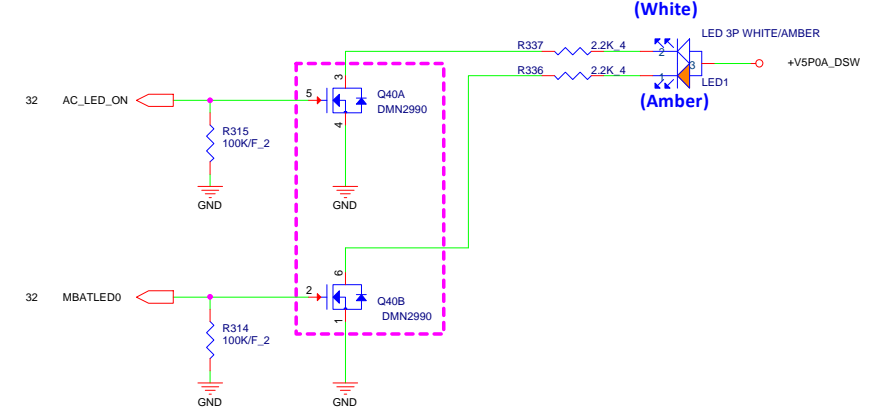 (White)
LED 3P WHITE/AMBER
R337
2.2K_4
2
+V5P0A_DSW
3
R336
2.2K_4
1
LED1
(Amber)
3
32
AC_LED_ON
5
Q40A
DMN2990
4
R315
100K/F_2
GND
GND
6
32
MBATLED0
2
Q40B
DMN2990
1
R314
100K/F_2
GND
GND